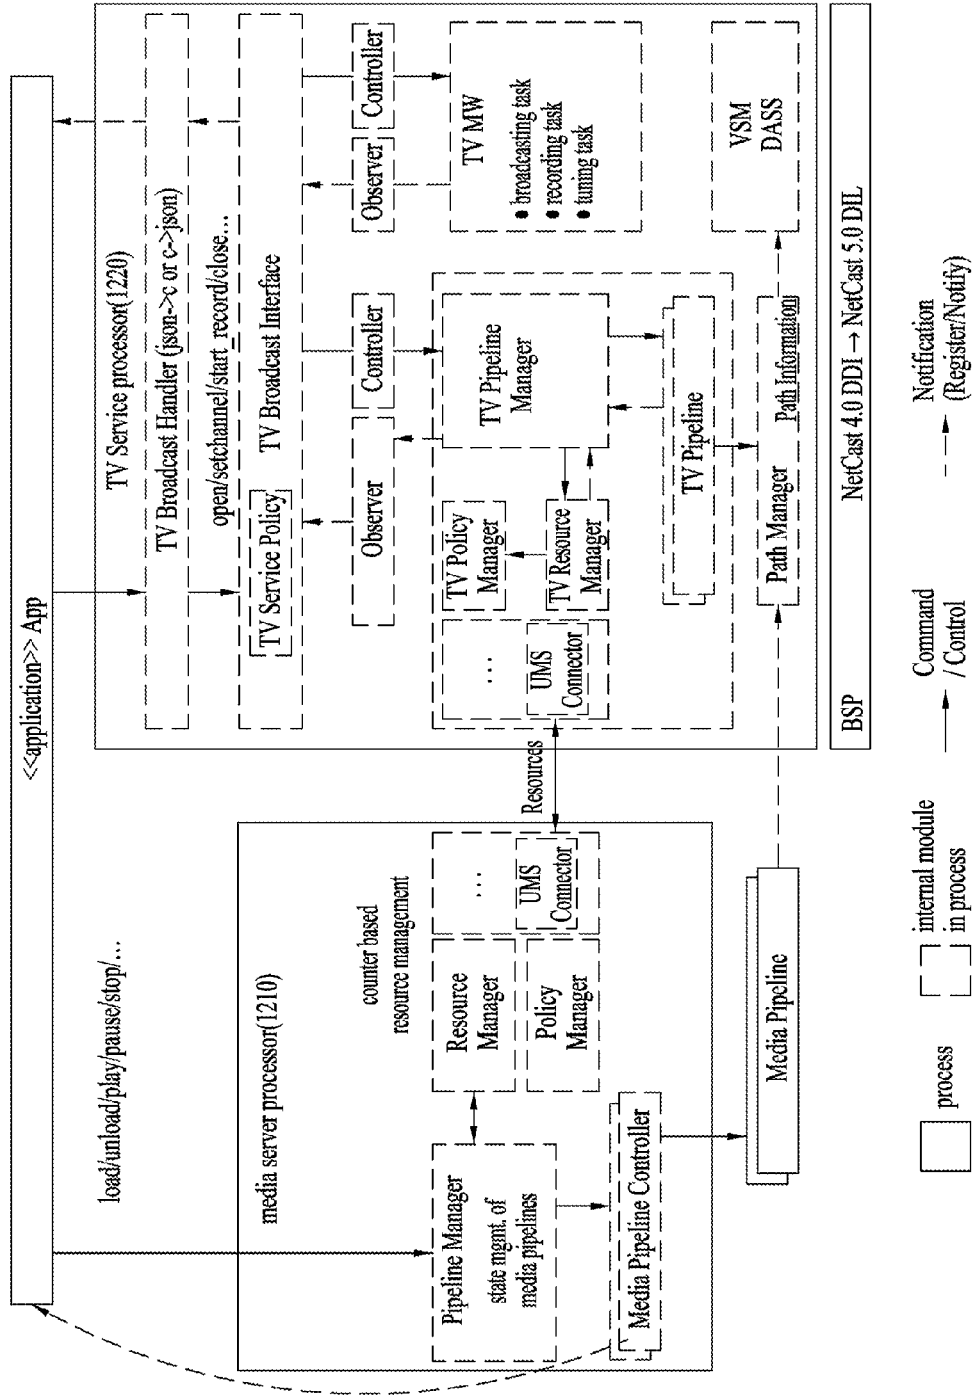 <<application>> App
load/unload/play/pause/stop/...
media server processor(1210)
counter based
resource management
Pipeline Manager
state mgmt. of
media pipelines
Resource
Manager
Policy
Manager
...
UMS
Connector
Media Pipeline Controller
Media Pipeline
Resources
TV Service processor(1220)
TV Broadcast Handler (json->c or c->json)
open/setchannel/start_record/close...
TV Service Policy
TV Broadcast Interface
Observer
Controller
Observer
Controller
...
UMS
Connector
TV Policy
Manager
TV Resource
Manager
TV Pipeline
Manager
TV Pipeline
TV MW
● broadcasting task
● recording task
● tuning task
Path Manager
Path Information
VSM
DASS
BSP
NetCast 4.0 DDI → NetCast 5.0 DIL
process
internal module
in process
Command
/ Control
Notification
(Register/Notify)